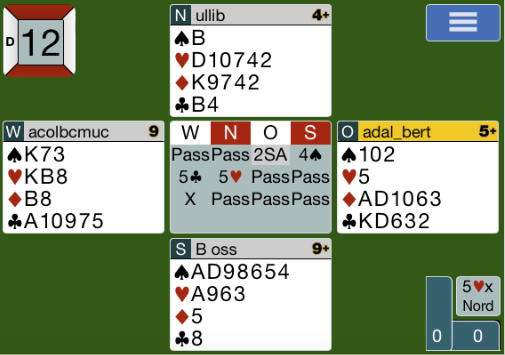 D 12
N ullib 4+
♠B
♥D10742
♦K9742
♣B4
W acolbcmuc 9
♠K73
♥KB8
♦B8
♣A10975
W N O S
Pass Pass 2SA 4♠
5♣ 5♥ Pass Pass
X Pass Pass Pass
O adal_bert 5+
♠102
♥5
♦AD1063
♣KD632
S B oss 9+
♠AD98654
♥A963
♦5
♣8
5♥x
Nord
0 0